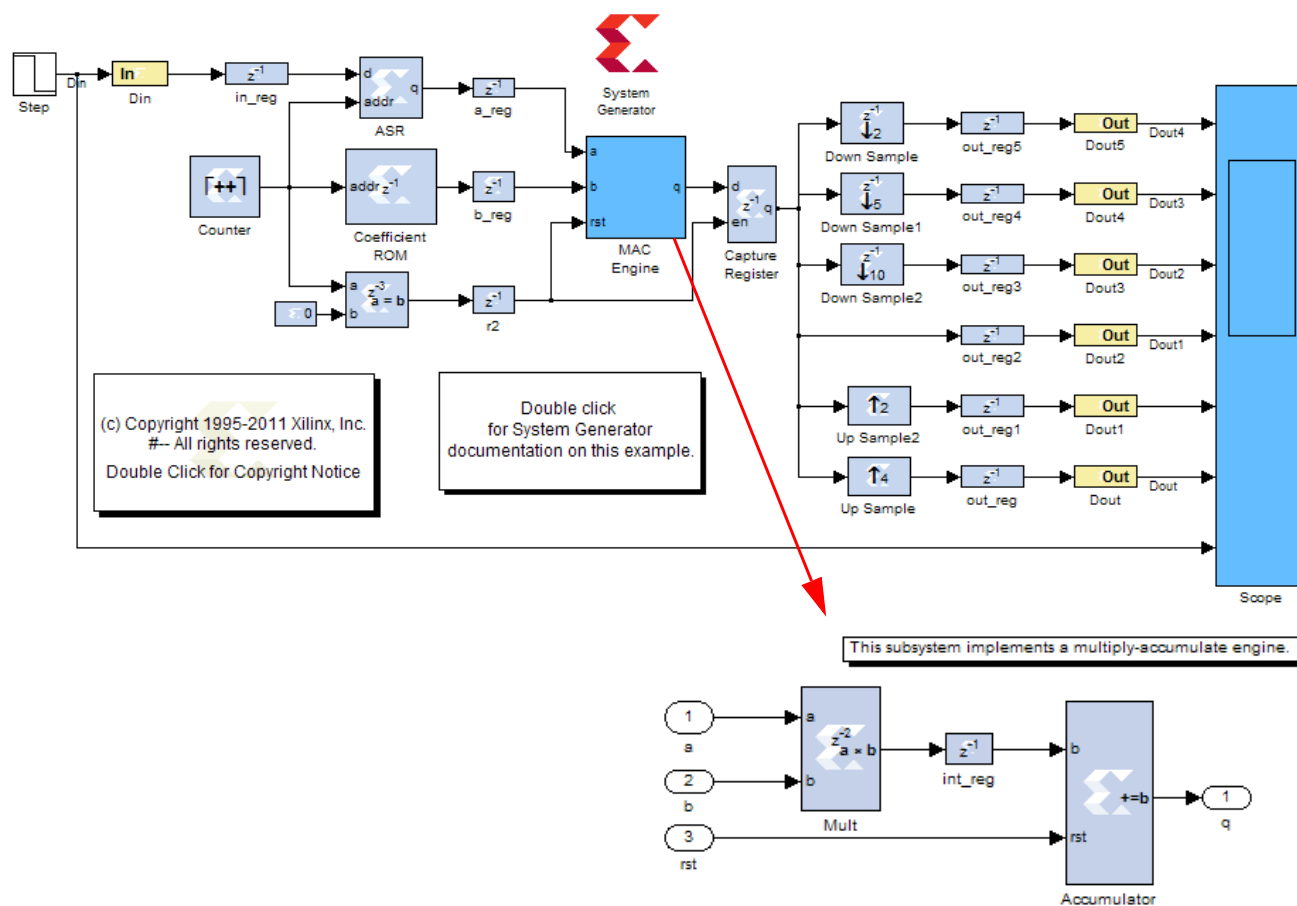 Step
Din
In
Din
z⁻¹
in_reg
d
addr
q
ASR
z⁻¹
a_reg
System
Generator
++
Counter
addr z⁻¹
Coefficient
ROM
z⁻¹
b_reg
0
a
b
z⁻³
a = b
z⁻¹
r2
a
b
rst
q
MAC
Engine
d
en
z⁻¹ q
Capture
Register
z⁻¹
↓2
Down Sample
z⁻¹
out_reg5
Out
Dout5
Dout4
z⁻¹
↓5
Down Sample1
z⁻¹
out_reg4
Out
Dout4
Dout3
z⁻¹
↓10
Down Sample2
z⁻¹
out_reg3
Out
Dout3
Dout2
z⁻¹
out_reg2
Out
Dout2
Dout1
↑2
Up Sample2
z⁻¹
out_reg1
Out
Dout1
↑4
Up Sample
z⁻¹
out_reg
Out
Dout
Dout
Scope
(c) Copyright 1995-2011 Xilinx, Inc.
#-- All rights reserved.
Double Click for Copyright Notice
Double click
for System Generator
documentation on this example.
This subsystem implements a multiply-accumulate engine.
1
a
2
b
3
rst
a
b
z⁻²
a × b
Mult
z⁻¹
int_reg
b
rst
+=b
Accumulator
1
q